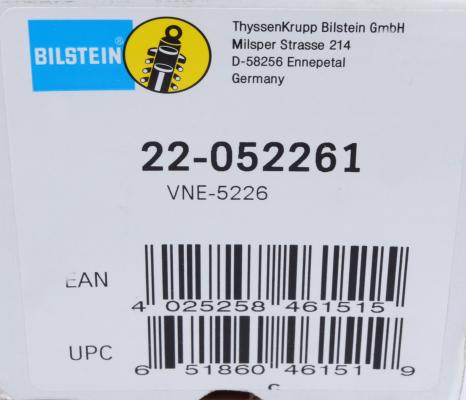 BILSTEIN®
ThyssenKrupp Bilstein GmbH
Milsper Strasse 214
D-58256 Ennepetal
Germany
22-052261
VNE-5226
EAN
4 025258 461515
UPC
6 51860 46151 9